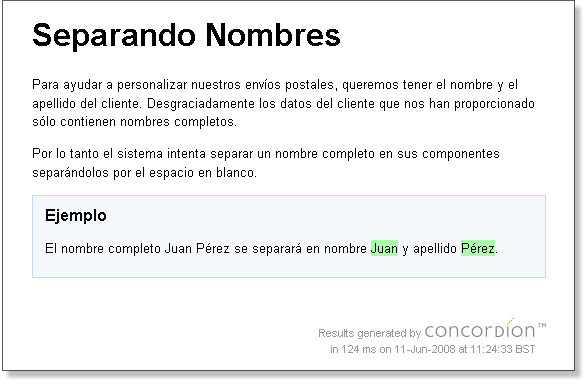 Separando Nombres
Para ayudar a personalizar nuestros envíos postales, queremos tener el nombre y el
apellido del cliente. Desgraciadamente los datos del cliente que nos han proporcionado
sólo contienen nombres completos.
Por lo tanto el sistema intenta separar un nombre completo en sus componentes
separándolos por el espacio en blanco.
Ejemplo
El nombre completo Juan Pérez se separará en nombre Juan y apellido Pérez.
Results generated by concordion™
in 124 ms on 11-Jun-2008 at 11:24:33 BST